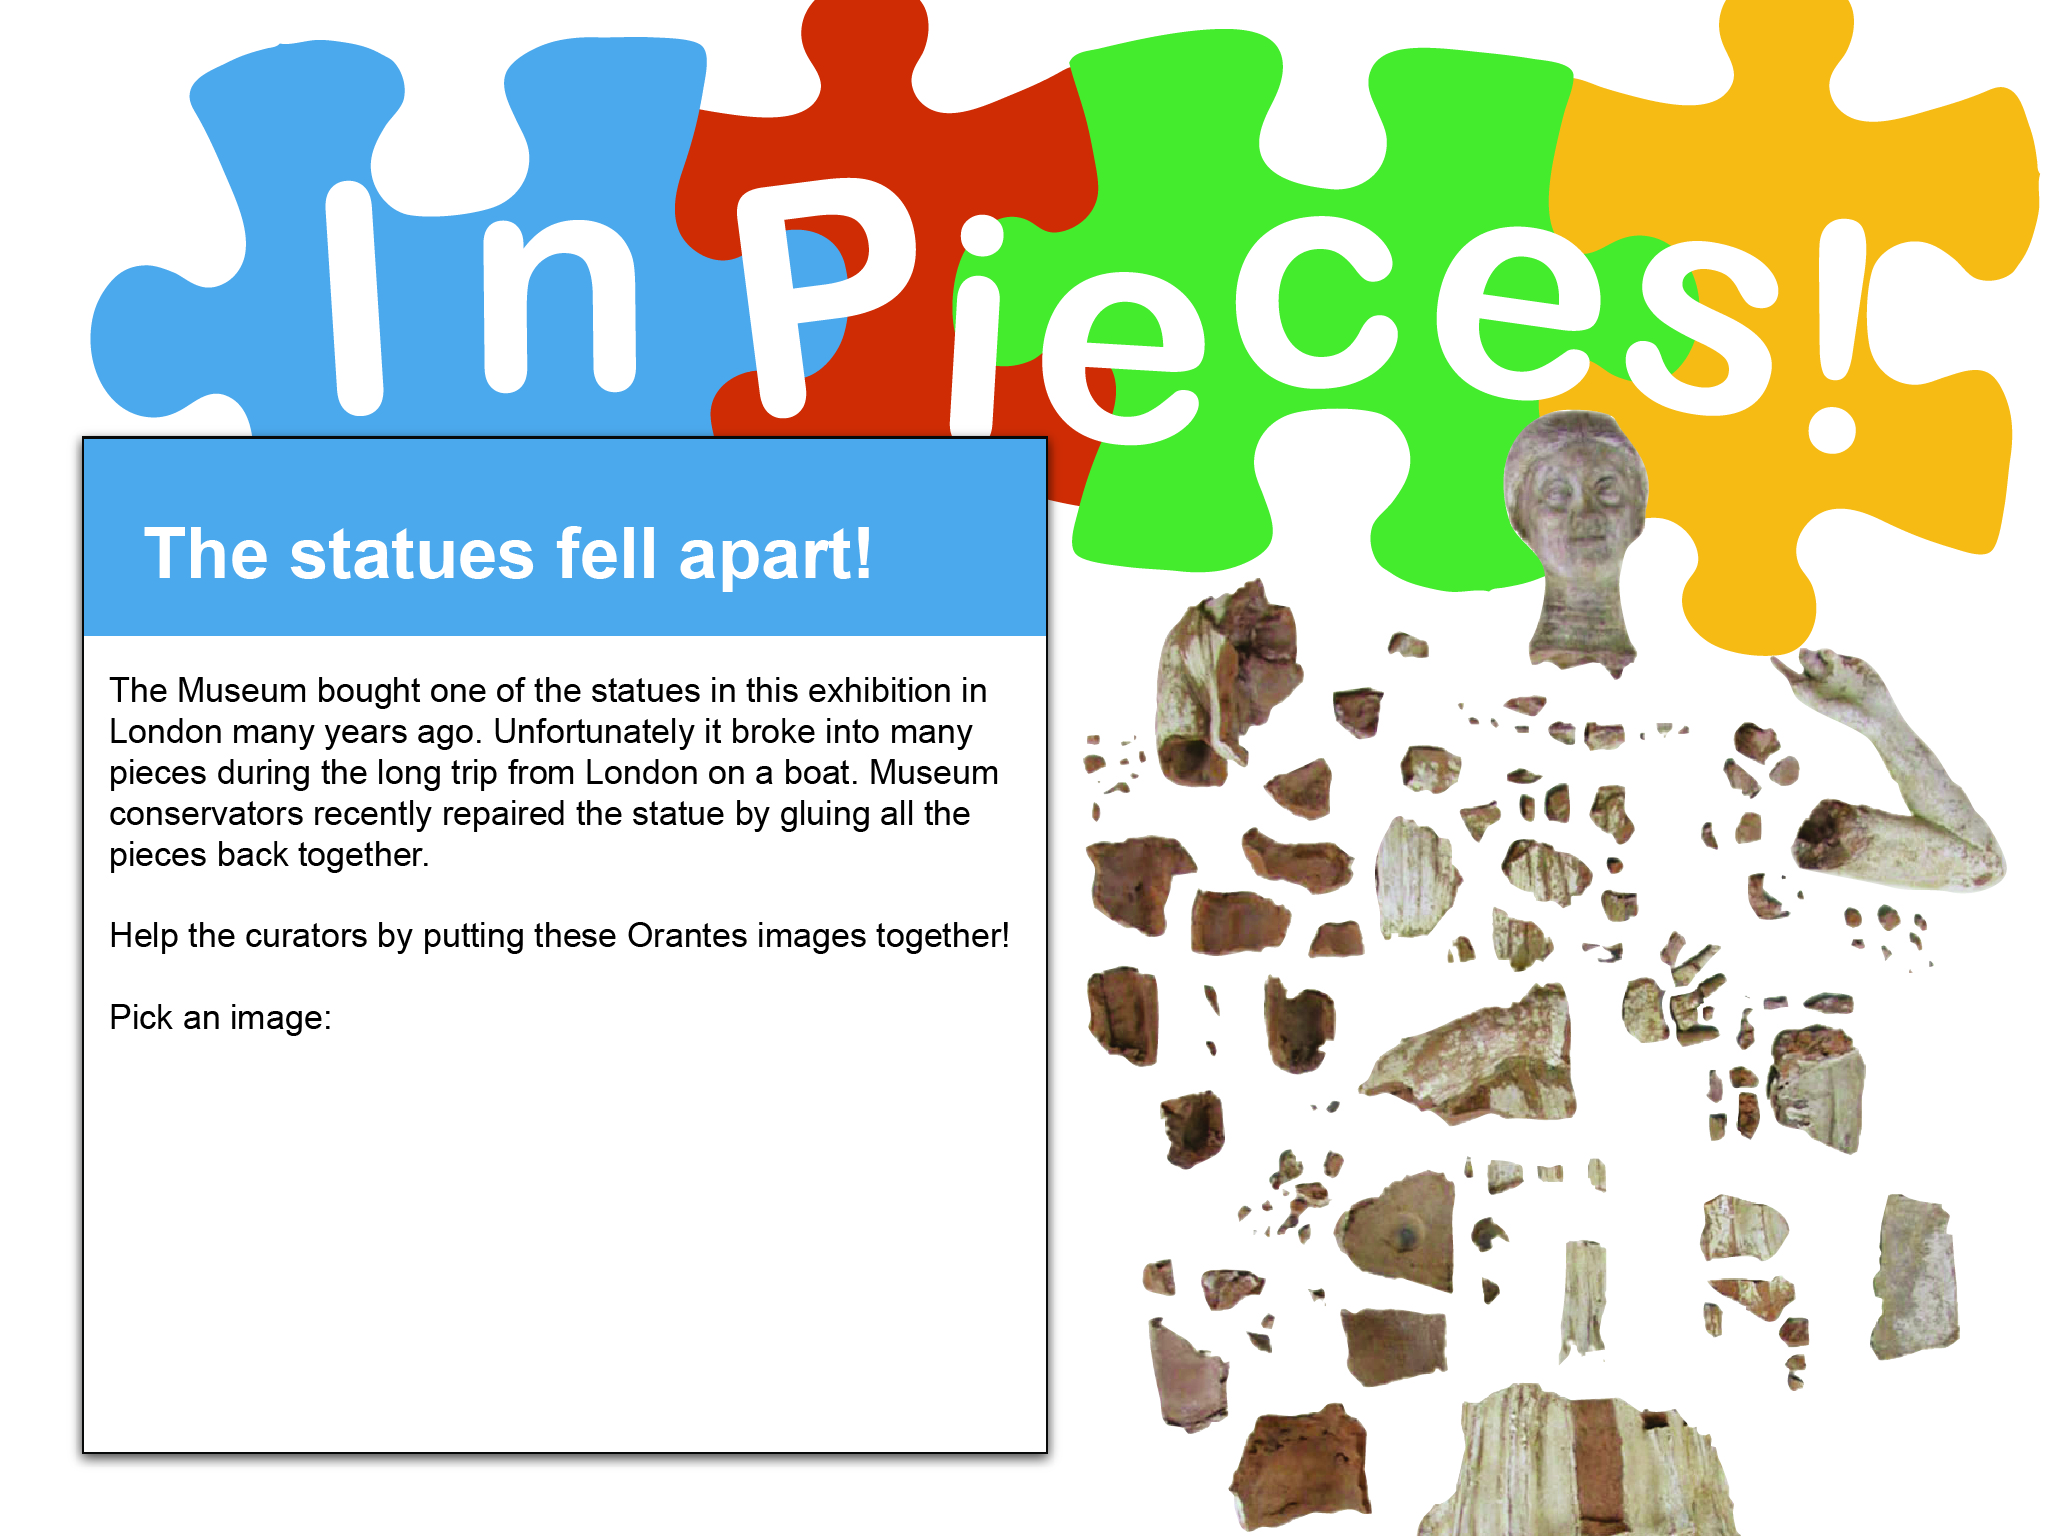 In Pieces!
The statues fell apart!
The Museum bought one of the statues in this exhibition in
London many years ago. Unfortunately it broke into many
pieces during the long trip from London on a boat. Museum
conservators recently repaired the statue by gluing all the
pieces back together.
Help the curators by putting these Orantes images together!
Pick an image: